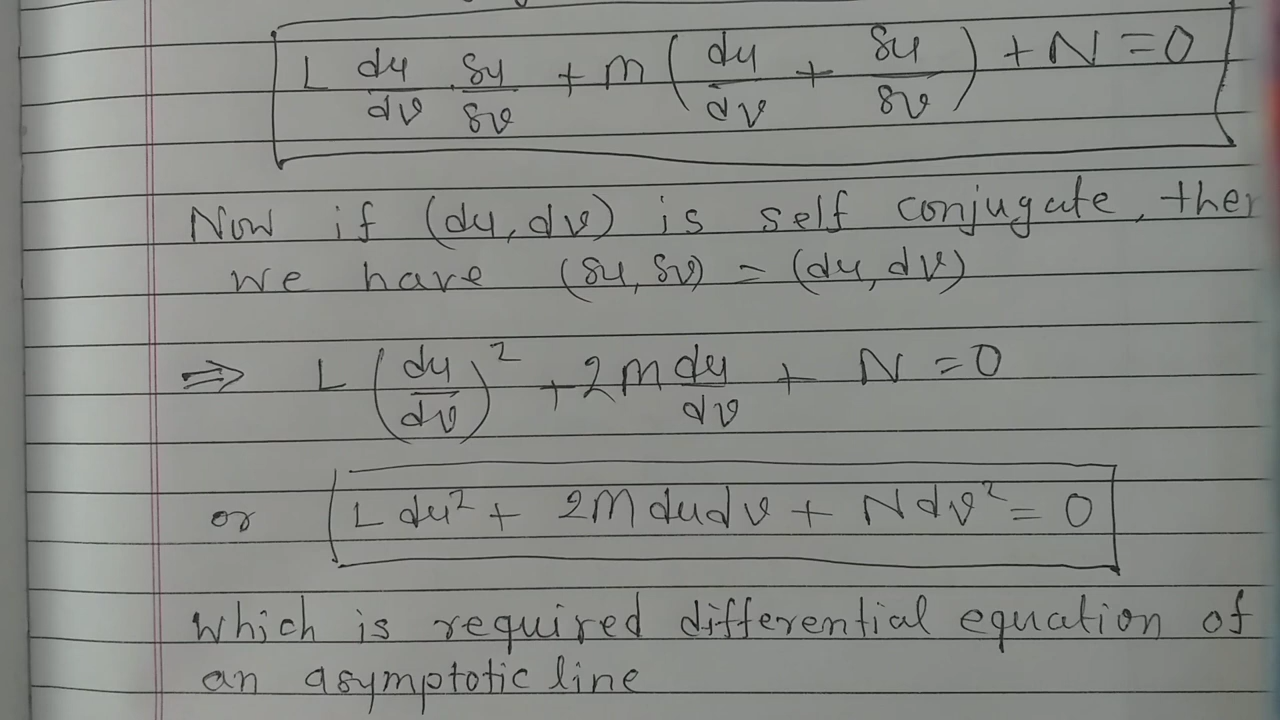 L du/dv · δu/δv + M (du/dv + δu/δv) + N = 0
Now if (du, dv) is self conjugate, then
we have (δu, δv) = (du, dv)
⇒ L (du/dv)² + 2M du/dv + N = 0
or L du² + 2M dudv + N dv² = 0
which is required differential equation of
an asymptotic line